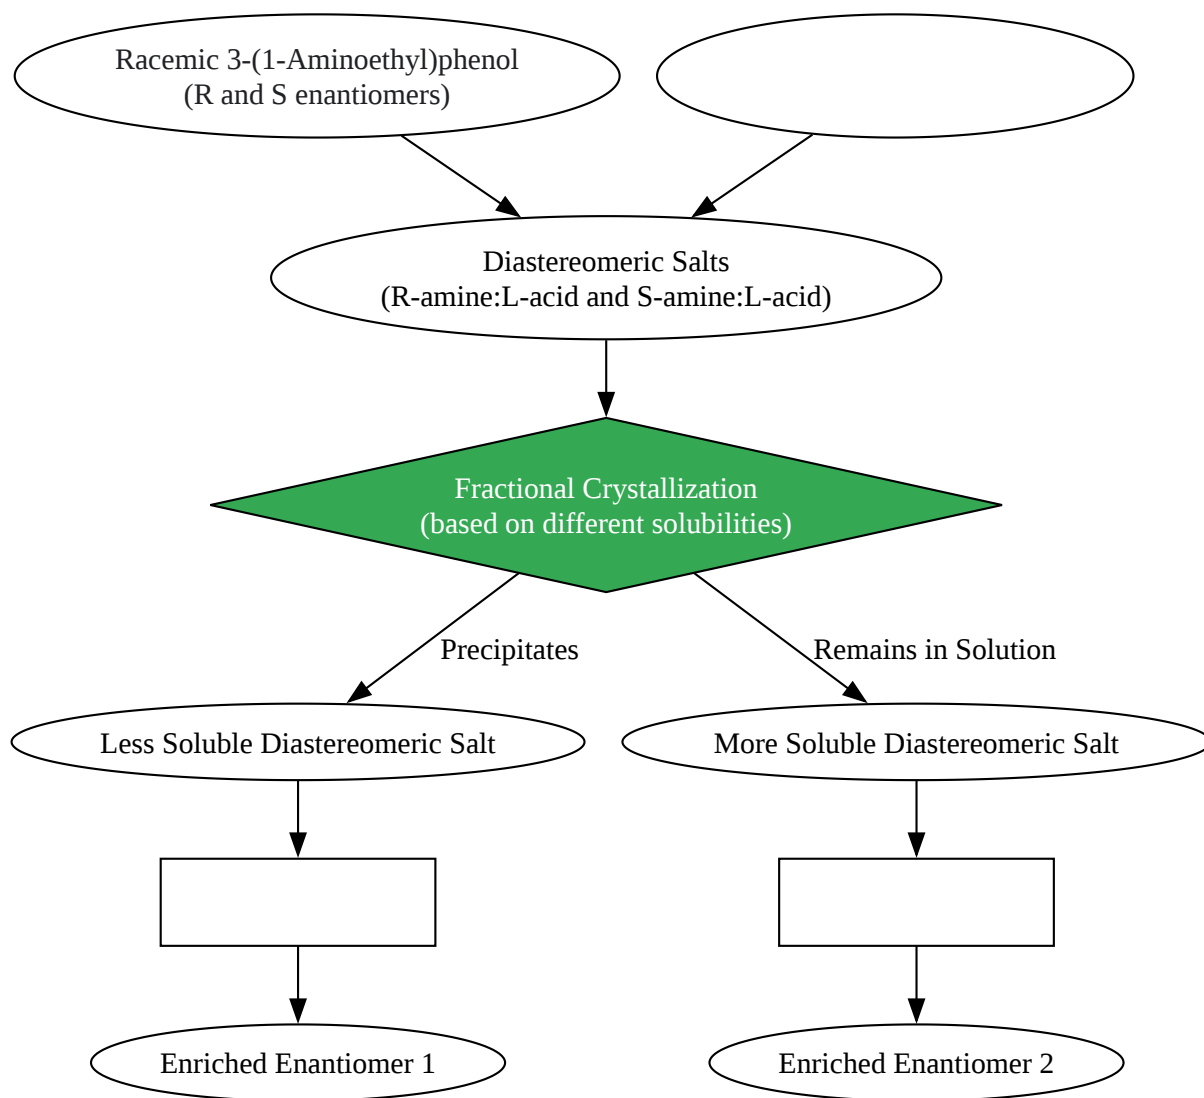 Racemic 3-(1-Aminoethyl)phenol
(R and S enantiomers)
Diastereomeric Salts
(R-amine:L-acid and S-amine:L-acid)
Fractional Crystallization
(based on different solubilities)
Precipitates
Remains in Solution
Less Soluble Diastereomeric Salt
More Soluble Diastereomeric Salt
Enriched Enantiomer 1
Enriched Enantiomer 2